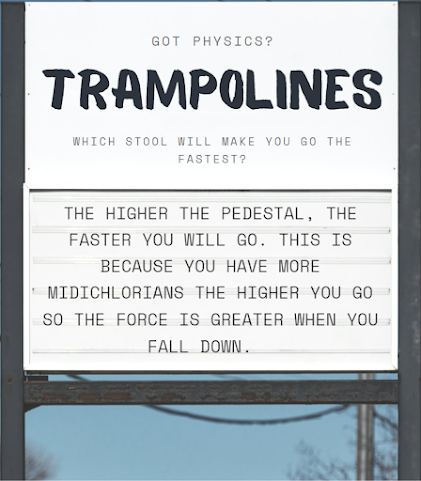 GOT PHYSICS?
TRAMPOLINES
WHICH STOOL WILL MAKE YOU GO THE
FASTEST?
THE HIGHER THE PEDESTAL, THE
FASTER YOU WILL GO. THIS IS
BECAUSE YOU HAVE MORE
MIDICHLORIANS THE HIGHER YOU GO
SO THE FORCE IS GREATER WHEN YOU
FALL DOWN.